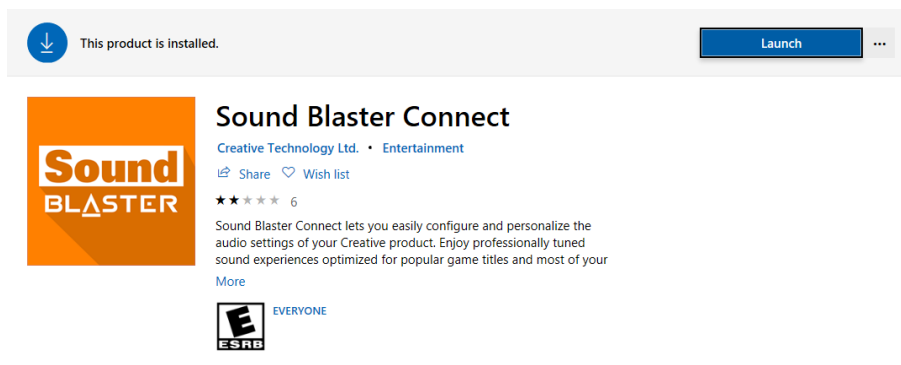 This product is installed.
Launch
...
Sound Blaster Connect
Creative Technology Ltd. • Entertainment
Share Wish list
6
Sound Blaster Connect lets you easily configure and personalize the
audio settings of your Creative product. Enjoy professionally tuned
sound experiences optimized for popular game titles and most of your
More
Sound
BLASTER
E
ESRB
EVERYONE